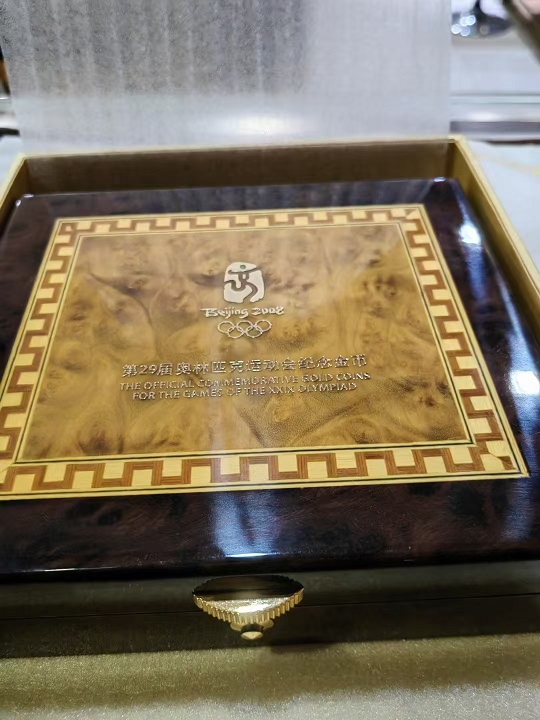 Beijing 2008
第29届奥林匹克运动会纪念金币
THE OFFICIAL COMMEMORATIVE GOLD COINS
FOR THE GAMES OF THE XXIX OLYMPIAD